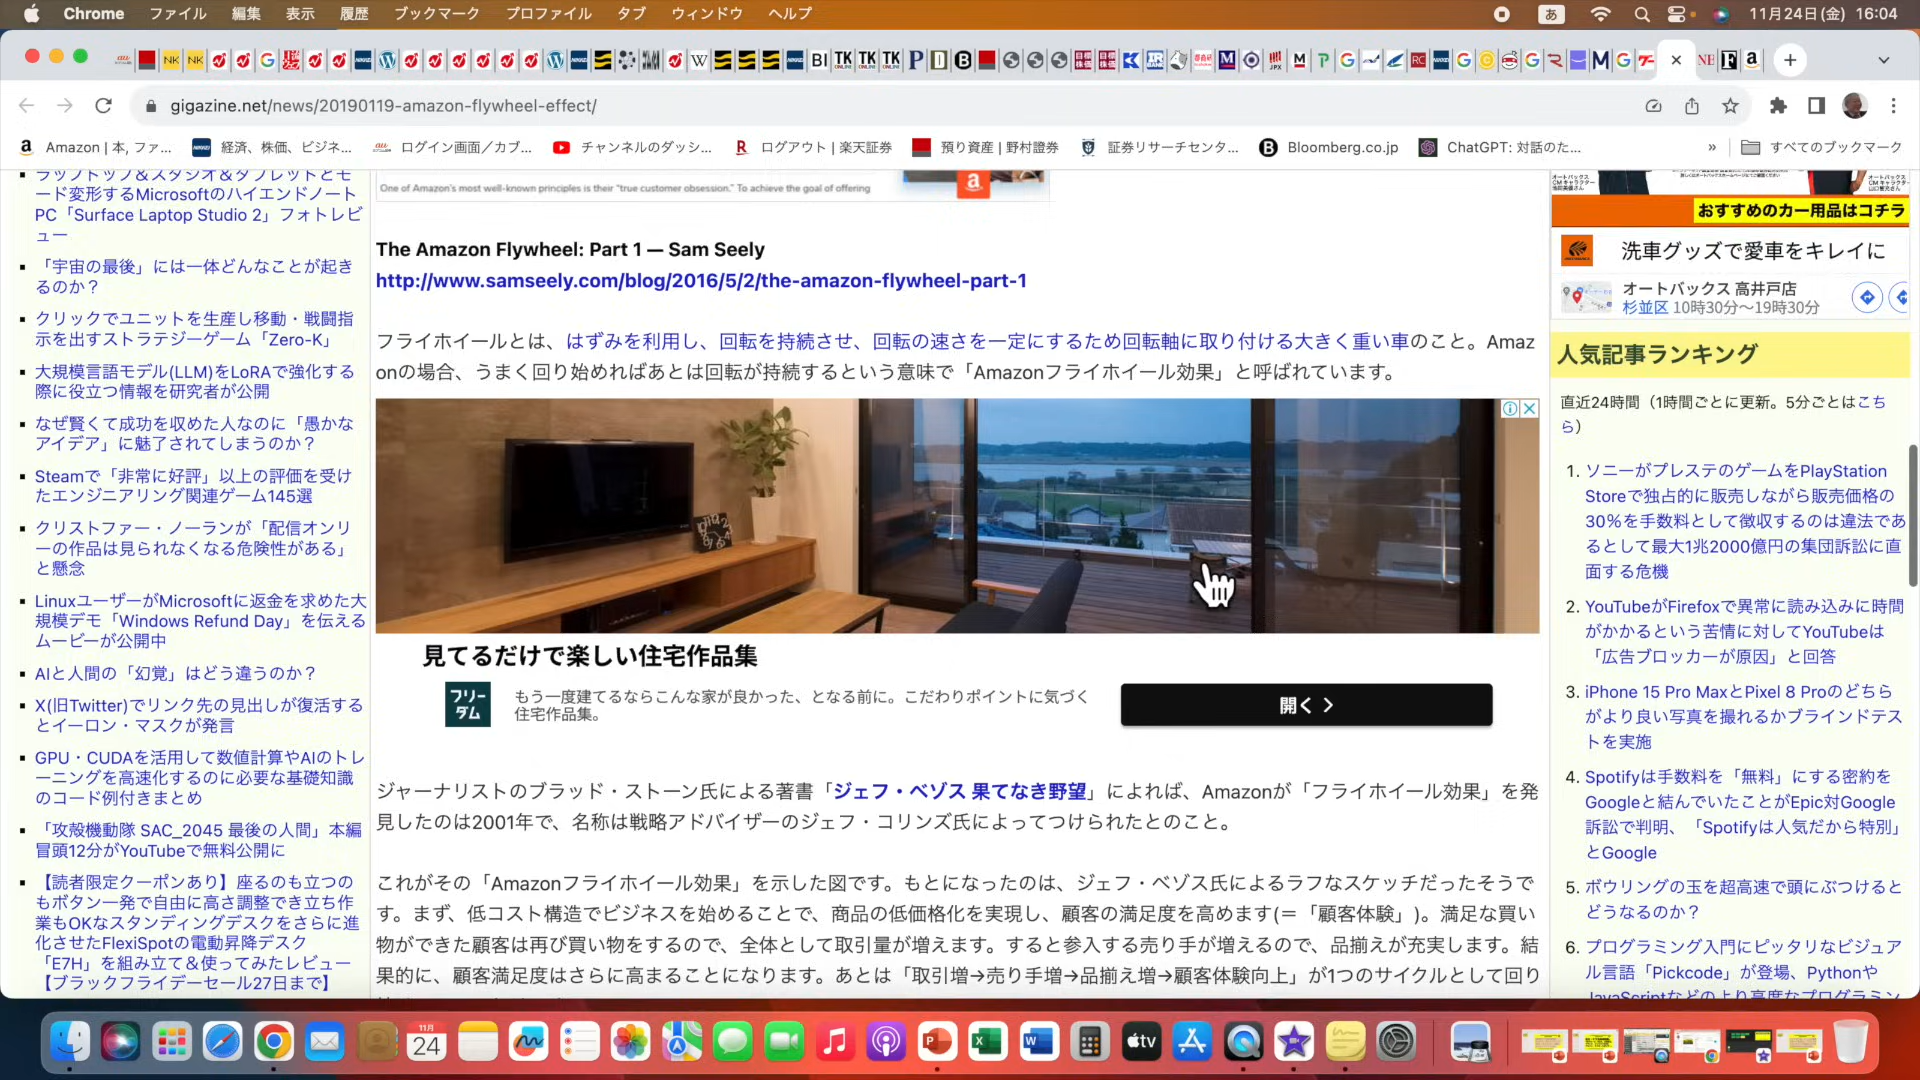 Chrome ファイル 編集 表示 履歴 ブックマーク プロファイル タブ ウィンドウ ヘルプ
あ 11月24日(金) 16:04
gigazine.net/news/20190119-amazon-flywheel-effect/
Amazon | 本, ファ... 経済、株価、ビジネ... ログイン画面／カブ... チャンネルのダッシ... ログアウト | 楽天証券 預り資産 | 野村證券 証券リサーチセンタ... Bloomberg.co.jp ChatGPT: 対話のた... » すべてのブックマーク
ラップトップ＆スタジオ＆タブレットとモ
ード変形するMicrosoftのハイエンドノート
PC「Surface Laptop Studio 2」フォトレビ
ュー
「宇宙の最後」には一体どんなことが起き
るのか？
クリックでユニットを生産し移動・戦闘指
示を出すストラテジーゲーム「Zero-K」
大規模言語モデル(LLM)をLoRAで強化する
際に役立つ情報を研究者が公開
なぜ賢くて成功を収めた人なのに「愚かな
アイデア」に魅了されてしまうのか？
Steamで「非常に好評」以上の評価を受け
たエンジニアリング関連ゲーム145選
クリストファー・ノーランが「配信オンリ
ーの作品は見られなくなる危険性がある」
と懸念
LinuxユーザーがMicrosoftに返金を求めた大
規模デモ「Windows Refund Day」を伝える
ムービーが公開中
AIと人間の「幻覚」はどう違うのか？
X(旧Twitter)でリンク先の見出しが復活する
とイーロン・マスクが発言
GPU・CUDAを活用して数値計算やAIのトレ
ーニングを高速化するのに必要な基礎知識
のコード例付きまとめ
「攻殻機動隊 SAC_2045 最後の人間」本編
冒頭12分がYouTubeで無料公開に
【読者限定クーポンあり】座るのも立つの
もボタン一発で自由に高さ調整でき立ち作
業もOKなスタンディングデスクをさらに進
化させたFlexiSpotの電動昇降デスク
「E7H」を組み立て＆使ってみたレビュー
【ブラックフライデーセール27日まで】
One of Amazon's most well-known principles is their "true customer obsession." To achieve the goal of offering
The Amazon Flywheel: Part 1 — Sam Seely
http://www.samseely.com/blog/2016/5/2/the-amazon-flywheel-part-1
フライホイールとは、はずみを利用し、回転を持続させ、回転の速さを一定にするため回転軸に取り付ける大きく重い車のこと。Amaz
onの場合、うまく回り始めればあとは回転が持続するという意味で「Amazonフライホイール効果」と呼ばれています。
見てるだけで楽しい住宅作品集
フリー
ダム
もう一度建てるならこんな家が良かった、となる前に。こだわりポイントに気づく
住宅作品集。
開く
ジャーナリストのブラッド・ストーン氏による著書「ジェフ・ベゾス 果てなき野望」によれば、Amazonが「フライホイール効果」を発
見したのは2001年で、名称は戦略アドバイザーのジェフ・コリンズ氏によってつけられたとのこと。
これがその「Amazonフライホイール効果」を示した図です。もとになったのは、ジェフ・ベゾス氏によるラフなスケッチだったそうで
す。まず、低コスト構造でビジネスを始めることで、商品の低価格化を実現し、顧客の満足度を高めます(＝「顧客体験」)。満足な買い
物ができた顧客は再び買い物をするので、全体として取引量が増えます。すると参入する売り手が増えるので、品揃えが充実します。結
果的に、顧客満足度はさらに高まることになります。あとは「取引増→売り手増→品揃え増→顧客体験向上」が1つのサイクルとして回り
おすすめのカー用品はコチラ
洗車グッズで愛車をキレイに
オートバックス 高井戸店
杉並区 10時30分〜19時30分
人気記事ランキング
直近24時間（1時間ごとに更新。5分ごとはこち
ら）
1. ソニーがプレステのゲームをPlayStation
Storeで独占的に販売しながら販売価格の
30％を手数料として徴収するのは違法であ
るとして最大1兆2000億円の集団訴訟に直
面する危機
2. YouTubeがFirefoxで異常に読み込みに時間
がかかるという苦情に対してYouTubeは
「広告ブロッカーが原因」と回答
3. iPhone 15 Pro MaxとPixel 8 Proのどちら
がより良い写真を撮れるかブラインドテス
トを実施
4. Spotifyは手数料を「無料」にする密約を
Googleと結んでいたことがEpic対Google
訴訟で判明、「Spotifyは人気だから特別」
とGoogle
5. ボウリングの玉を超高速で頭にぶつけると
どうなるのか？
6. プログラミング入門にピッタリなビジュア
ル言語「Pickcode」が登場、Pythonや
JavaScriptなどのより高度なプログラミン
11月
24
tv